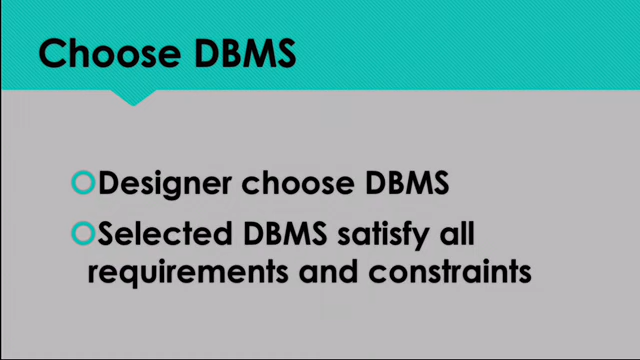 Choose DBMS
Designer choose DBMS
Selected DBMS satisfy all
requirements and constraints